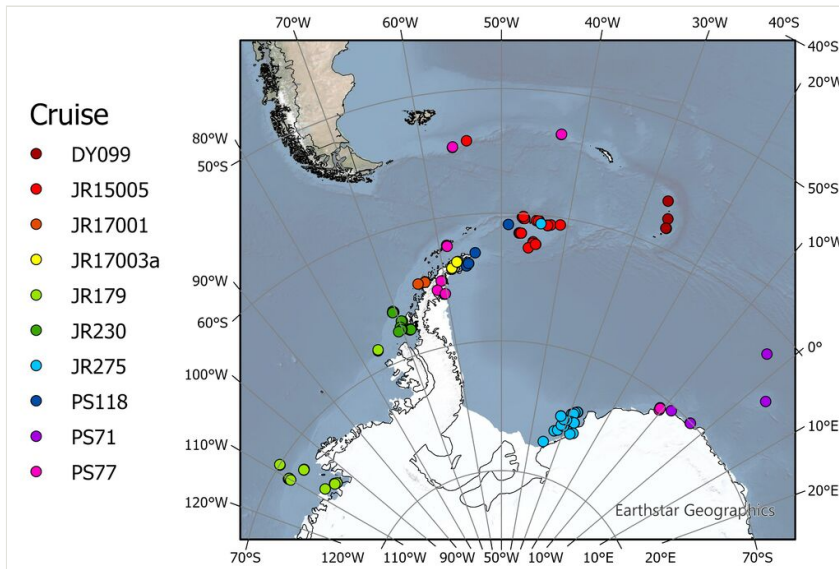 70°W 60°W 50°W 40°W 30°W 40°S
40°S
20°W
Cruise
DY099
JR15005
JR17001
JR17003a
JR179
JR230
JR275
PS118
PS71
PS77
80°W
50°S
90°W
60°S
100°W
110°W
120°W
50°S
10°W
0°
10°E
20°E
Earthstar Geographics
70°S 120°W 110°W 90°W 50°W 10°W 10°E 20°E 70°S